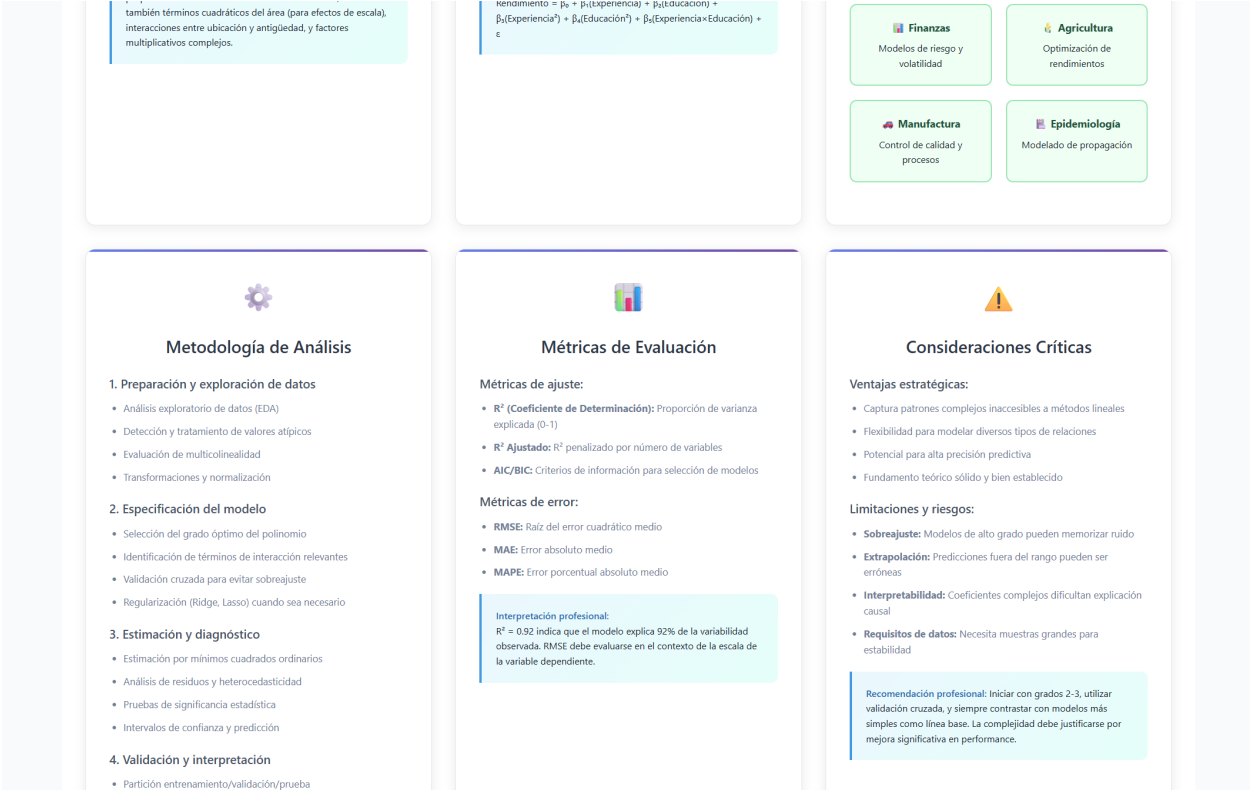 también términos cuadráticos del área (para efectos de escala),
interacciones entre ubicación y antigüedad, y factores
multiplicativos complejos.
Rendimiento = β₀ + β₁(Experiencia) + β₂(Educación) +
β₃(Experiencia²) + β₄(Educación²) + β₅(Experiencia×Educación) +
ε
Finanzas
Modelos de riesgo y
volatilidad
Agricultura
Optimización de
rendimientos
Manufactura
Control de calidad y
procesos
Epidemiología
Modelado de propagación
Metodología de Análisis
1. Preparación y exploración de datos
• Análisis exploratorio de datos (EDA)
• Detección y tratamiento de valores atípicos
• Evaluación de multicolinealidad
• Transformaciones y normalización
2. Especificación del modelo
• Selección del grado óptimo del polinomio
• Identificación de términos de interacción relevantes
• Validación cruzada para evitar sobreajuste
• Regularización (Ridge, Lasso) cuando sea necesario
3. Estimación y diagnóstico
• Estimación por mínimos cuadrados ordinarios
• Análisis de residuos y heterocedasticidad
• Pruebas de significancia estadística
• Intervalos de confianza y predicción
4. Validación y interpretación
• Partición entrenamiento/validación/prueba
Métricas de Evaluación
Métricas de ajuste:
• R² (Coeficiente de Determinación): Proporción de varianza
explicada (0-1)
• R² Ajustado: R² penalizado por número de variables
• AIC/BIC: Criterios de información para selección de modelos
Métricas de error:
• RMSE: Raíz del error cuadrático medio
• MAE: Error absoluto medio
• MAPE: Error porcentual absoluto medio
Interpretación profesional:
R² = 0.92 indica que el modelo explica 92% de la variabilidad
observada. RMSE debe evaluarse en el contexto de la escala de
la variable dependiente.
Consideraciones Críticas
Ventajas estratégicas:
• Captura patrones complejos inaccesibles a métodos lineales
• Flexibilidad para modelar diversos tipos de relaciones
• Potencial para alta precisión predictiva
• Fundamento teórico sólido y bien establecido
Limitaciones y riesgos:
• Sobreajuste: Modelos de alto grado pueden memorizar ruido
• Extrapolación: Predicciones fuera del rango pueden ser
erróneas
• Interpretabilidad: Coeficientes complejos dificultan explicación
causal
• Requisitos de datos: Necesita muestras grandes para
estabilidad
Recomendación profesional: Iniciar con grados 2-3, utilizar
validación cruzada, y siempre contrastar con modelos más
simples como línea base. La complejidad debe justificarse por
mejora significativa en performance.